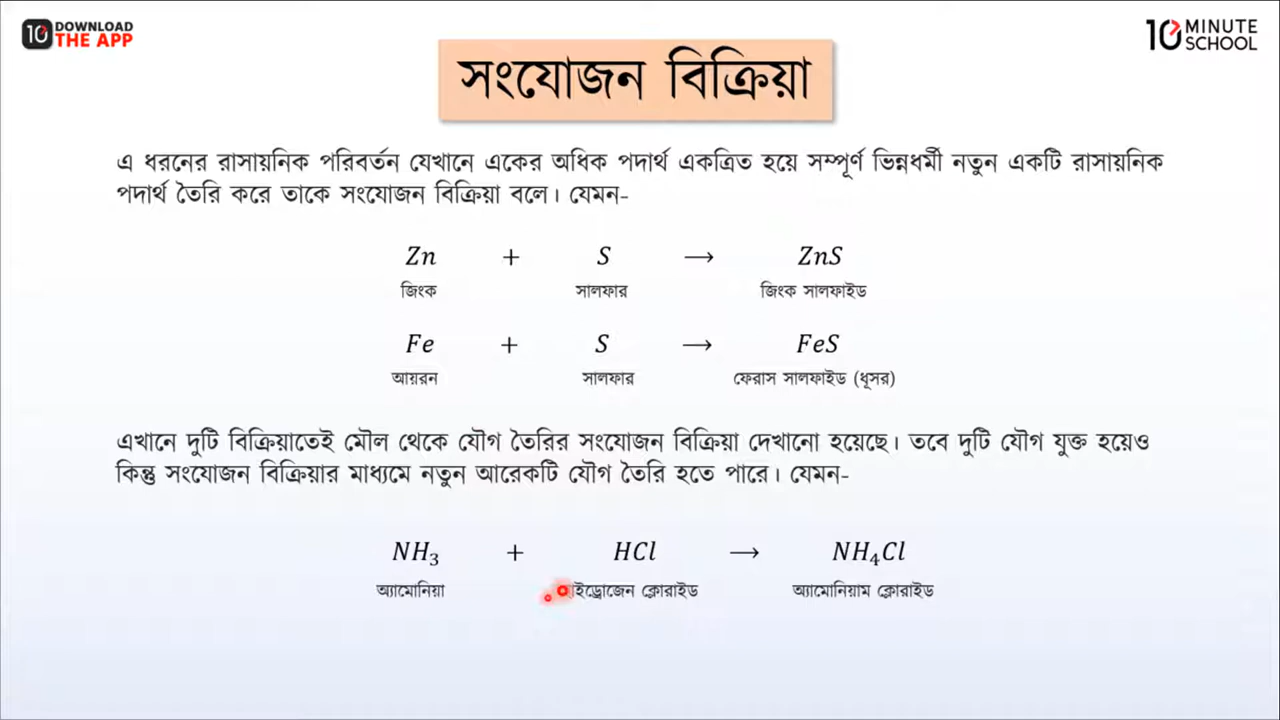 10 DOWNLOAD THE APP
10 MINUTE SCHOOL
সংযোজন বিক্রিয়া
এ ধরনের রাসায়নিক পরিবর্তন যেখানে একের অধিক পদার্থ একত্রিত হয়ে সম্পূর্ণ ভিন্নধর্মী নতুন একটি রাসায়নিক
পদার্থ তৈরি করে তাকে সংযোজন বিক্রিয়া বলে। যেমন-
Zn + S → ZnS
জিংক সালফার জিংক সালফাইড
Fe + S → FeS
আয়রন সালফার ফেরাস সালফাইড (ধূসর)
এখানে দুটি বিক্রিয়াতেই মৌল থেকে যৌগ তৈরির সংযোজন বিক্রিয়া দেখানো হয়েছে। তবে দুটি যৌগ যুক্ত হয়েও
কিন্তু সংযোজন বিক্রিয়ার মাধ্যমে নতুন আরেকটি যৌগ তৈরি হতে পারে। যেমন-
NH₃ + HCl → NH₄Cl
অ্যামোনিয়া ক্লোরাইড অ্যামোনিয়াম ক্লোরাইড